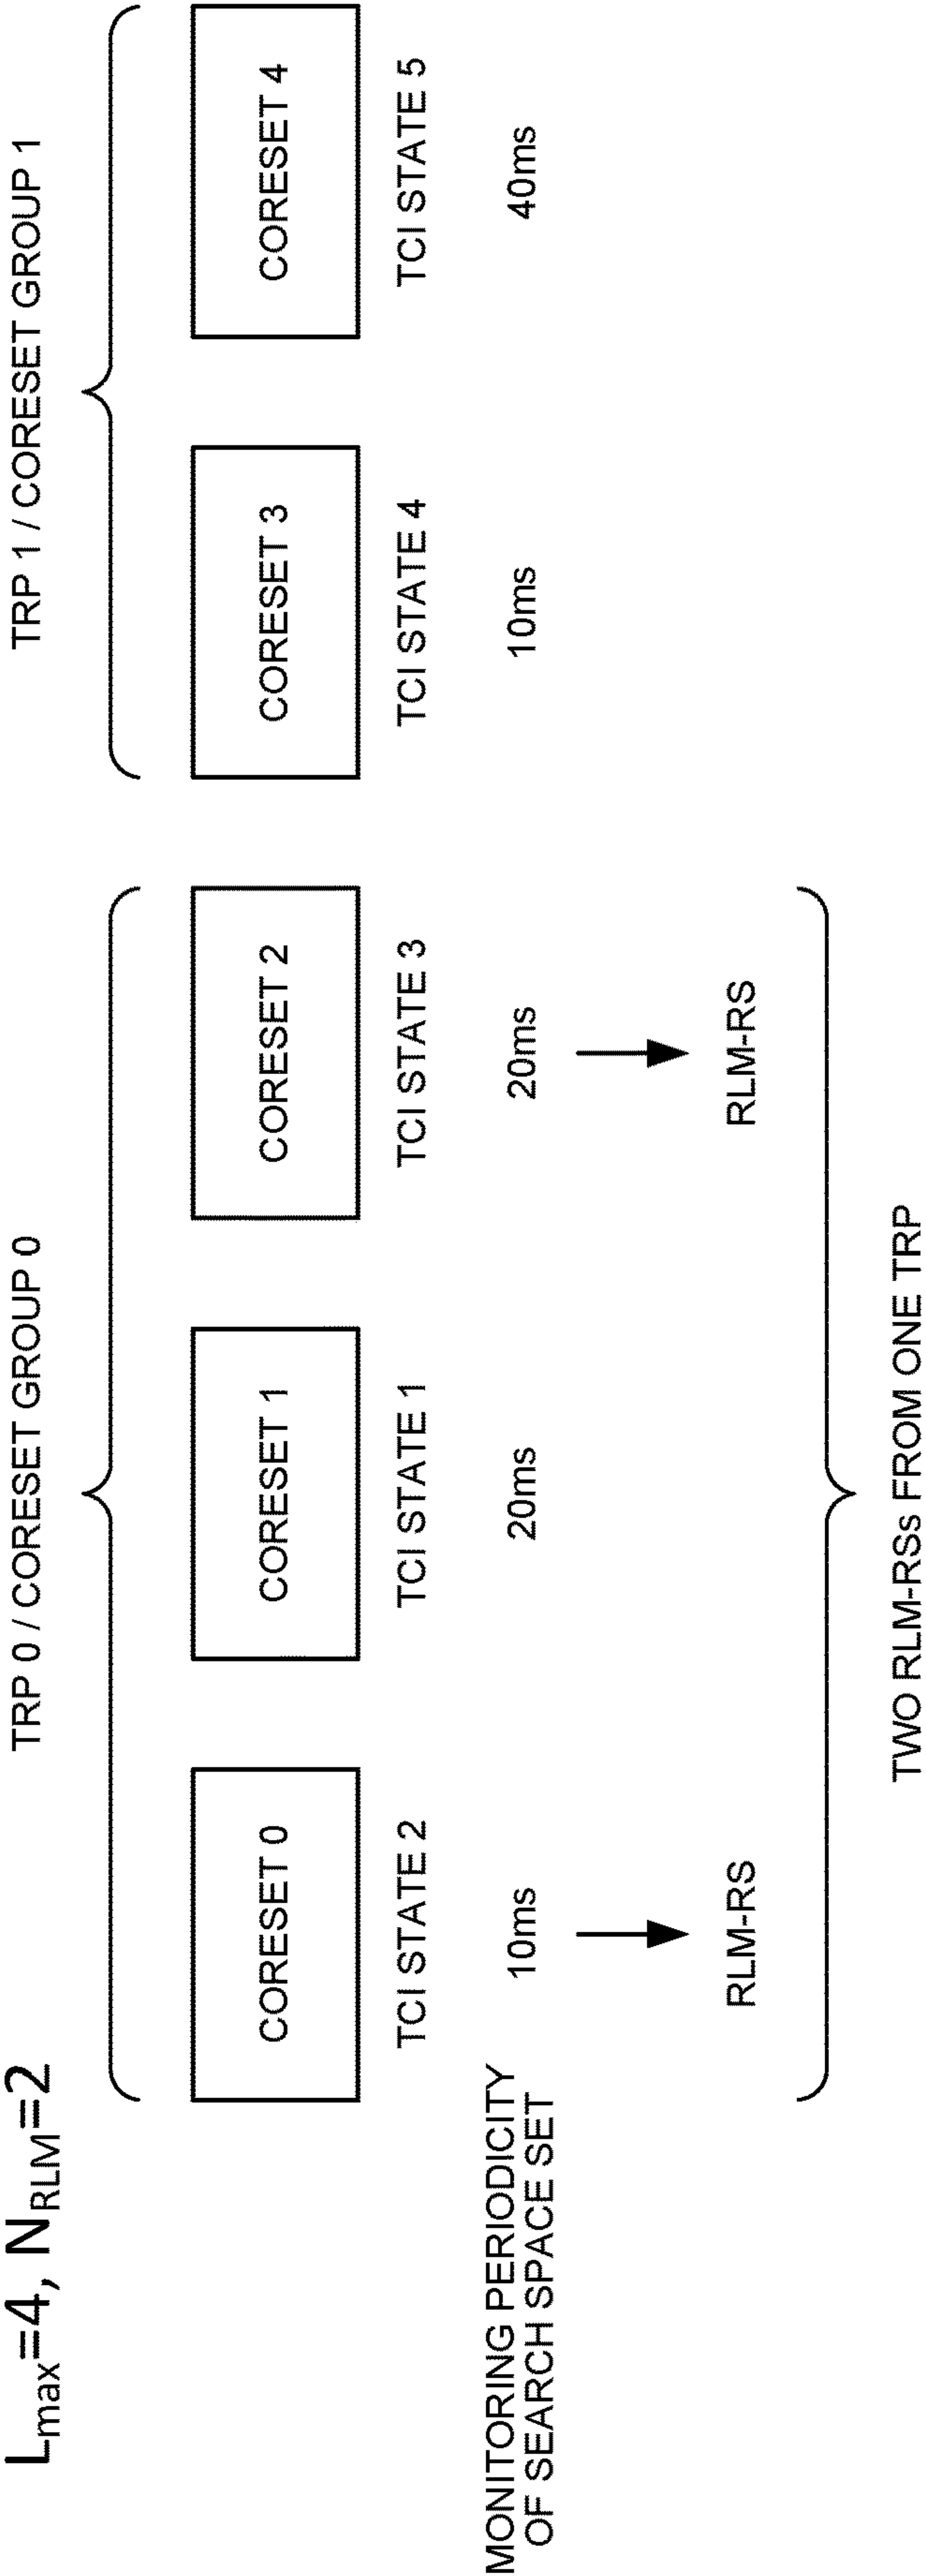 Lmax=4, NRLM=2
TRP 0 / CORESET GROUP 0
TRP 1 / CORESET GROUP 1
CORESET 0
CORESET 1
CORESET 2
CORESET 3
CORESET 4
TCI STATE 2
TCI STATE 1
TCI STATE 3
TCI STATE 4
TCI STATE 5
MONITORING PERIODICITY
OF SEARCH SPACE SET
10ms
20ms
20ms
10ms
40ms
RLM-RS
RLM-RS
TWO RLM-RSs FROM ONE TRP